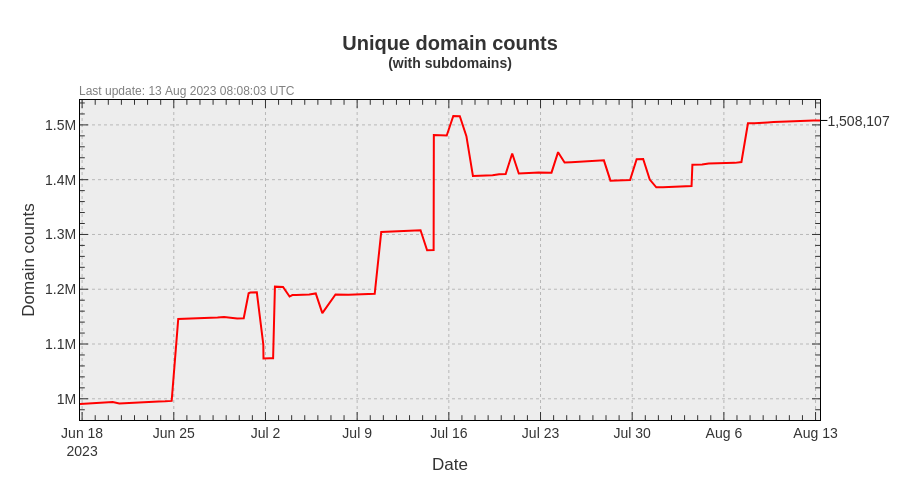 Unique domain counts
(with subdomains)
Last update: 13 Aug 2023 08:08:03 UTC
1.5M
1,508,107
1.4M
1.3M
1.2M
1.1M
1M
Domain counts
Jun 18 Jun 25 Jul 2 Jul 9 Jul 16 Jul 23 Jul 30 Aug 6 Aug 13
2023
Date